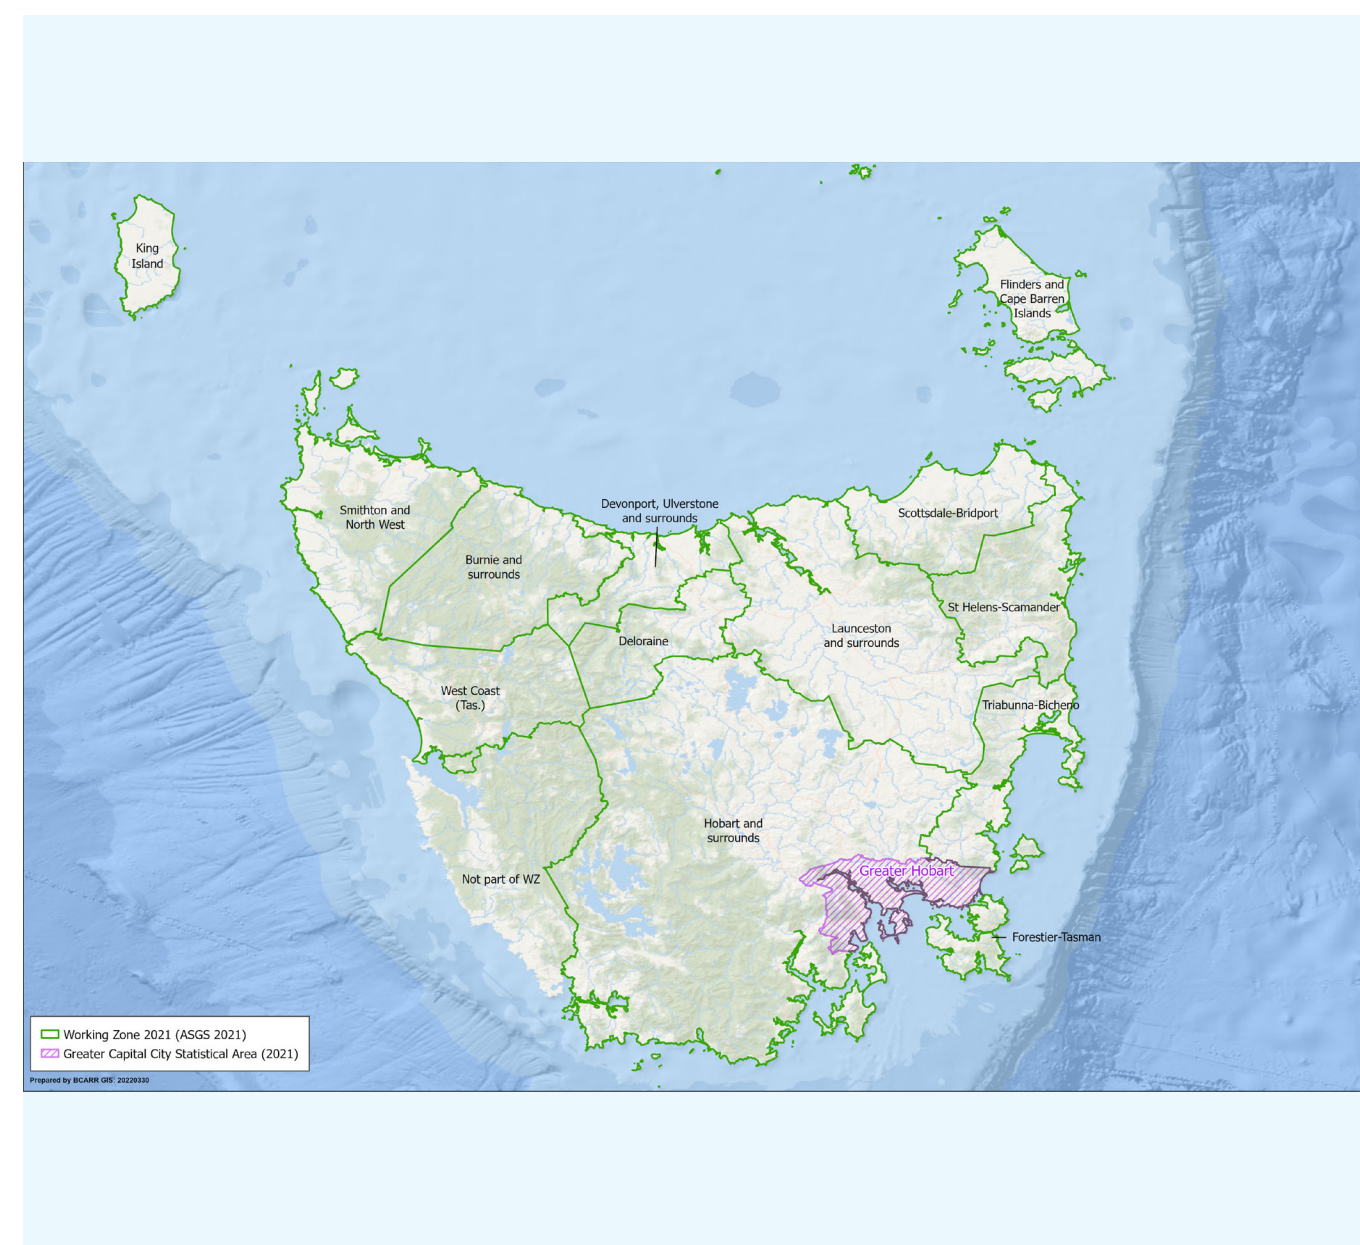 King
Island
Flinders and
Cape Barren
Islands
Devonport, Ulverstone
and surrounds
Smithton and
North West
Scottsdale-Bridport
Burnie and
surrounds
St Helens-Scamander
Launceston
and surrounds
Deloraine
West Coast
(Tas.)
Triabunna-Bicheno
Hobart and
surrounds
Greater Hobart
Not part of WZ
Forestier-Tasman
Working Zone 2021 (ASGS 2021)
Greater Capital City Statistical Area (2021)
Prepared by BCARR GIS: 20220330